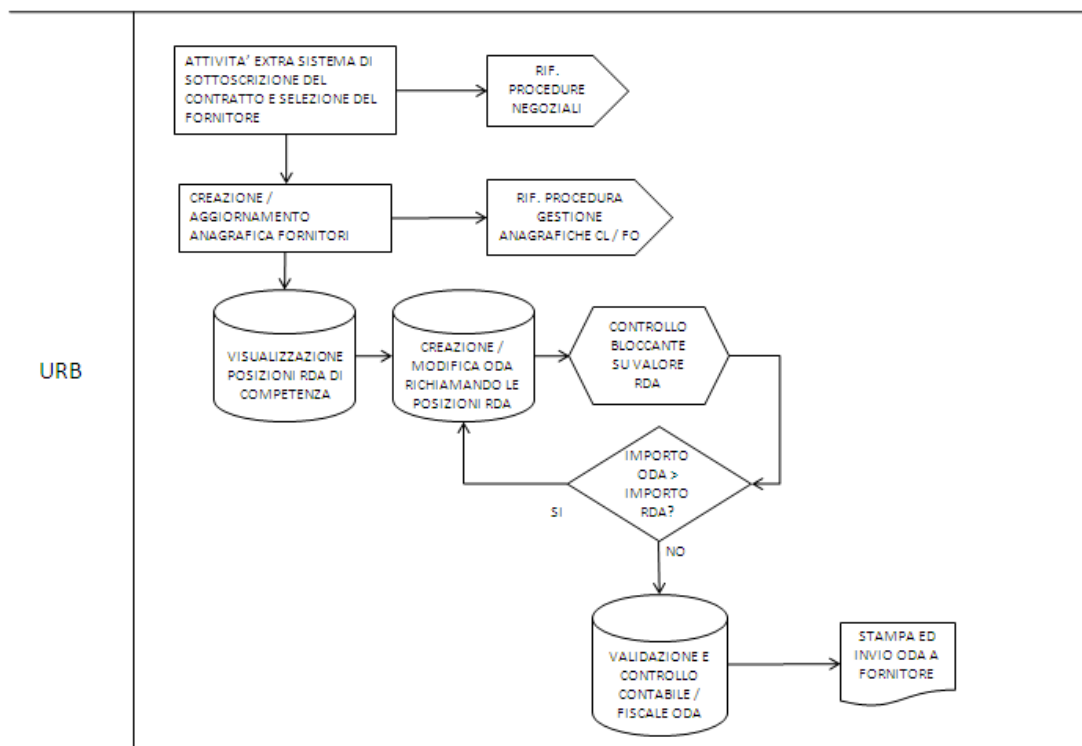 ATTIVITA' EXTRA SISTEMA DI
SOTTOSCRIZIONE DEL
CONTRATTO E SELEZIONE DEL
FORNITORE
RIF.
PROCEDURE
NEGOZIALI
CREAZIONE /
AGGIORNAMENTO
ANAGRAFICA FORNITORI
RIF. PROCEDURA
GESTIONE
ANAGRAFICHE CL / FO
URB
VISUALIZZAZIONE
POSIZIONI RDA DI
COMPETENZA
CREAZIONE /
MODIFICA ODA
RICHIAMANDO LE
POSIZIONI RDA
CONTROLLO
BLOCCANTE
SU VALORE
RDA
IMPORTO
ODA >
IMPORTO
RDA?
SI
NO
VALIDAZIONE E
CONTROLLO
CONTABILE /
FISCALE ODA
STAMPA ED
INVIO ODA A
FORNITORE